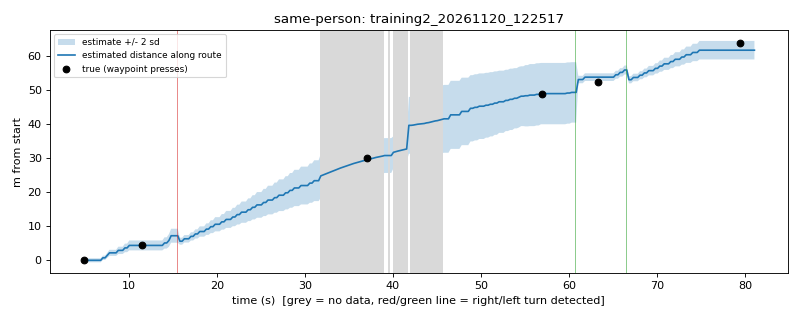 same-person: training2_20261120_122517
estimate +/- 2 sd
estimated distance along route
true (waypoint presses)
m from start
60
50
40
30
20
10
0
10 20 30 40 50 60 70 80
time (s) [grey = no data, red/green line = right/left turn detected]